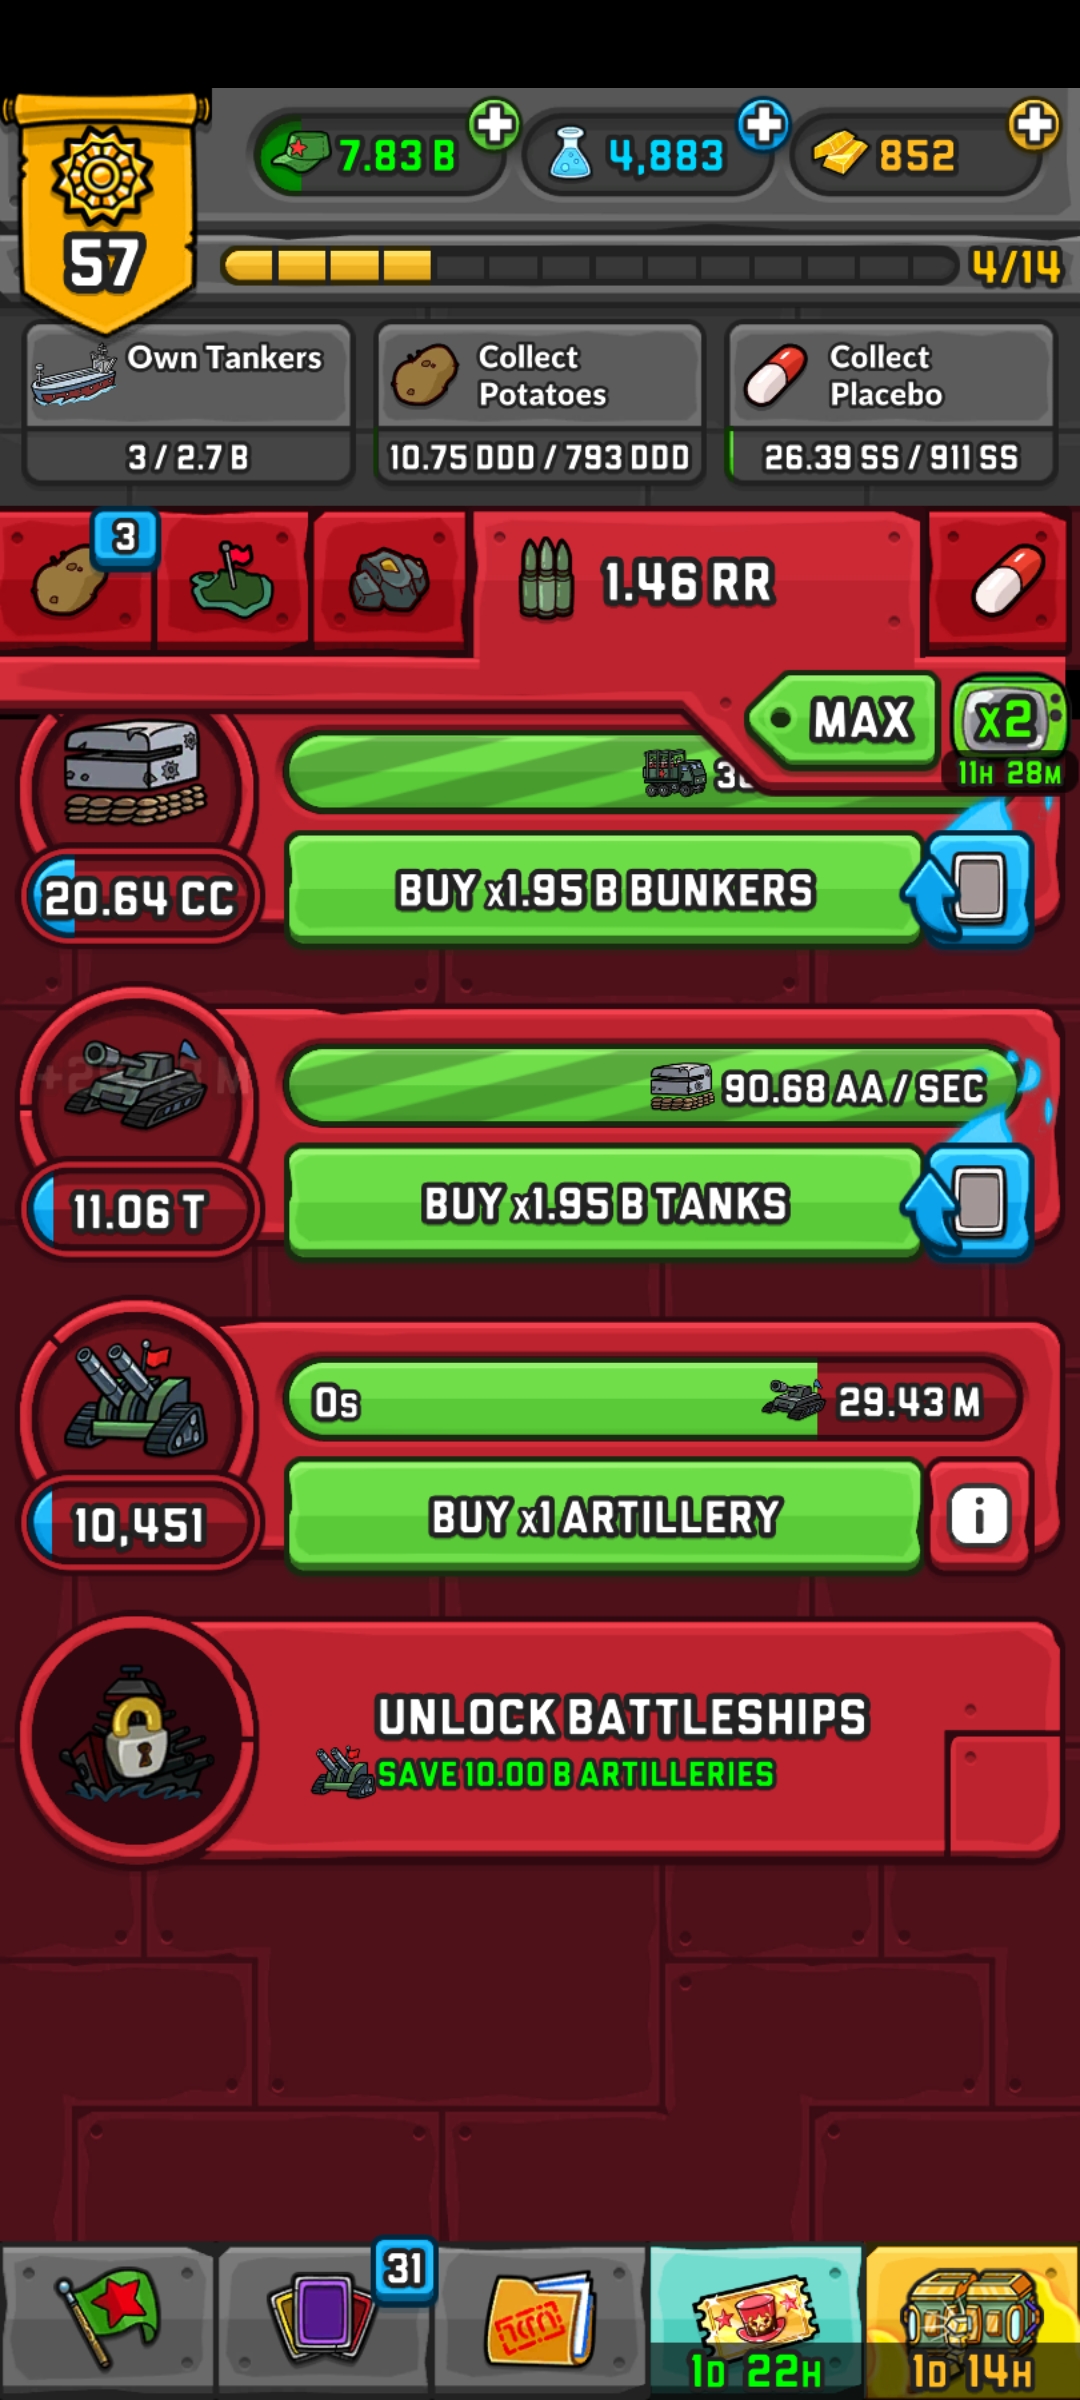 57
7.83 B
4,883
852
4/14
Own Tankers
3 / 2.7 B
Collect
Potatoes
10.75 DDD / 793 DDD
Collect
Placebo
26.39 SS / 911 SS
3
1.46 RR
MAX
x2
11H 28M
20.64 CC
BUY x1.95 B BUNKERS
90.68 AA / SEC
11.06 T
BUY x1.95 B TANKS
0s
29.43 M
10,451
BUY x1 ARTILLERY
i
UNLOCK BATTLESHIPS
SAVE 10.00 B ARTILLERIES
31
1D 22H
1D 14H